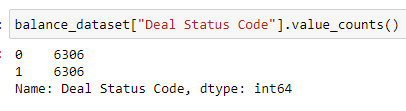 : balance_dataset["Deal Status Code"].value_counts()
: 0    6306
1    6306
Name: Deal Status Code, dtype: int64